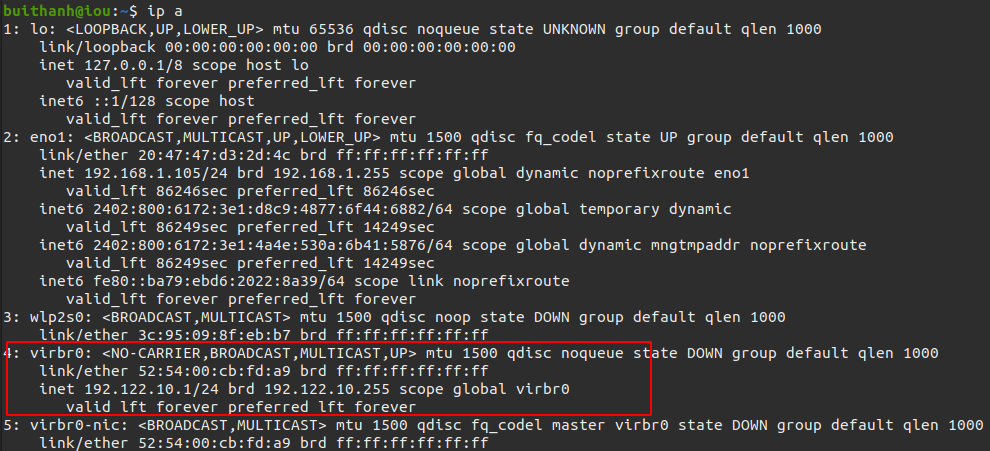 buithanh@iou:~$ ip a
1: lo: <LOOPBACK,UP,LOWER_UP> mtu 65536 qdisc noqueue state UNKNOWN group default qlen 1000
    link/loopback 00:00:00:00:00:00 brd 00:00:00:00:00:00
    inet 127.0.0.1/8 scope host lo
       valid_lft forever preferred_lft forever
    inet6 ::1/128 scope host
       valid_lft forever preferred_lft forever
2: eno1: <BROADCAST,MULTICAST,UP,LOWER_UP> mtu 1500 qdisc fq_codel state UP group default qlen 1000
    link/ether 20:47:47:d3:2d:4c brd ff:ff:ff:ff:ff:ff
    inet 192.168.1.105/24 brd 192.168.1.255 scope global dynamic noprefixroute eno1
       valid_lft 86246sec preferred_lft 86246sec
    inet6 2402:800:6172:3e1:d8c9:4877:6f44:6882/64 scope global temporary dynamic
       valid_lft 86249sec preferred_lft 14249sec
    inet6 2402:800:6172:3e1:4a4e:530a:6b41:5876/64 scope global dynamic mngtmpaddr noprefixroute
       valid_lft 86249sec preferred_lft 14249sec
    inet6 fe80::ba79:ebd6:2022:8a39/64 scope link noprefixroute
       valid_lft forever preferred_lft forever
3: wlp2s0: <BROADCAST,MULTICAST> mtu 1500 qdisc noop state DOWN group default qlen 1000
    link/ether 3c:95:09:8f:eb:b7 brd ff:ff:ff:ff:ff:ff
4: virbr0: <NO-CARRIER,BROADCAST,MULTICAST,UP> mtu 1500 qdisc noqueue state DOWN group default qlen 1000
    link/ether 52:54:00:cb:fd:a9 brd ff:ff:ff:ff:ff:ff
    inet 192.122.10.1/24 brd 192.122.10.255 scope global virbr0
       valid_lft forever preferred_lft forever
5: virbr0-nic: <BROADCAST,MULTICAST> mtu 1500 qdisc fq_codel master virbr0 state DOWN group default qlen 1000
    link/ether 52:54:00:cb:fd:a9 brd ff:ff:ff:ff:ff:ff